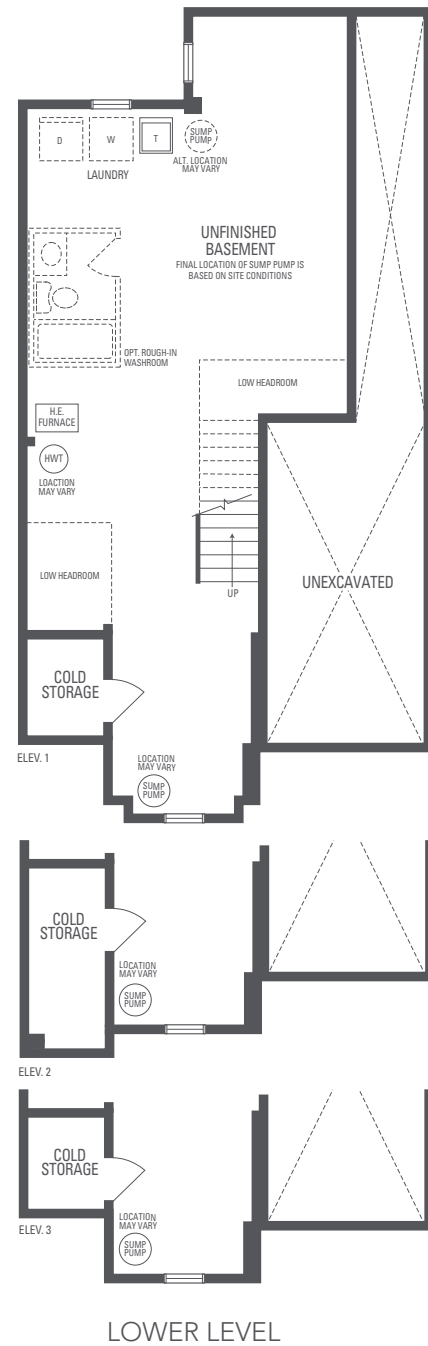 D
W
T
SUMP
PUMP
LAUNDRY
ALT. LOCATION
MAY VARY
UNFINISHED
BASEMENT
FINAL LOCATION OF SUMP PUMP IS
BASED ON SITE CONDITIONS
OPT. ROUGH-IN
WASHROOM
LOW HEADROOM
H.E.
FURNACE
HWT
LOACTION
MAY VARY
LOW HEADROOM
UP
UNEXCAVATED
COLD
STORAGE
ELEV. 1
LOCATION
MAY VARY
SUMP
PUMP
COLD
STORAGE
LOCATION
MAY VARY
SUMP
PUMP
ELEV. 2
COLD
STORAGE
LOCATION
MAY VARY
SUMP
PUMP
ELEV. 3
LOWER LEVEL